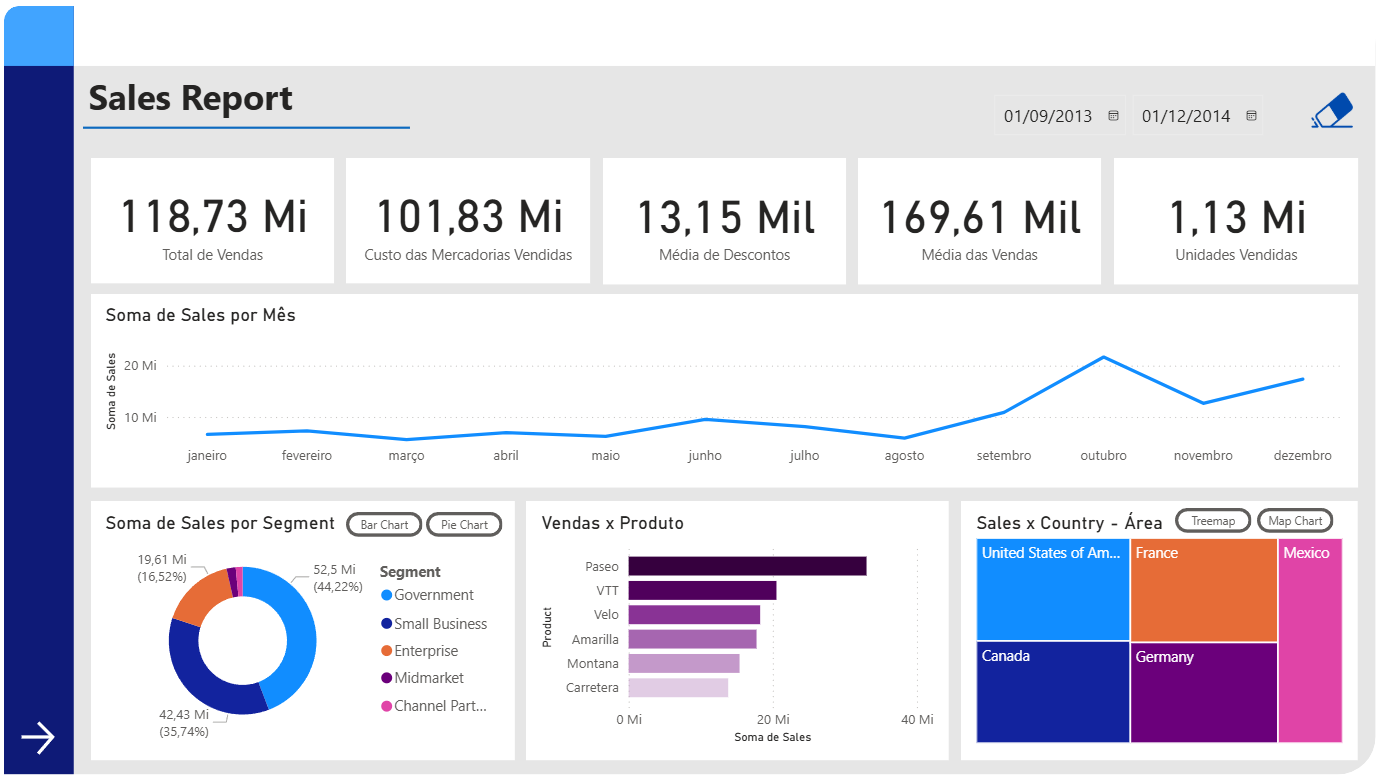 Sales Report
01/09/2013
01/12/2014
118,73 Mi
Total de Vendas
101,83 Mi
Custo das Mercadorias Vendidas
13,15 Mil
Média de Descontos
169,61 Mil
Média das Vendas
1,13 Mi
Unidades Vendidas
Soma de Sales por Mês
Soma de Sales
20 Mi
10 Mi
janeiro
fevereiro
março
abril
maio
junho
julho
agosto
setembro
outubro
novembro
dezembro
Soma de Sales por Segment
Bar Chart
Pie Chart
19,61 Mi
(16,52%)
52,5 Mi
(44,22%)
42,43 Mi
(35,74%)
Segment
Government
Small Business
Enterprise
Midmarket
Channel Part...
Vendas x Produto
Product
Paseo
VTT
Velo
Amarilla
Montana
Carretera
0 Mi
20 Mi
40 Mi
Soma de Sales
Sales x Country - Área
Treemap
Map Chart
United States of Am...
France
Mexico
Canada
Germany